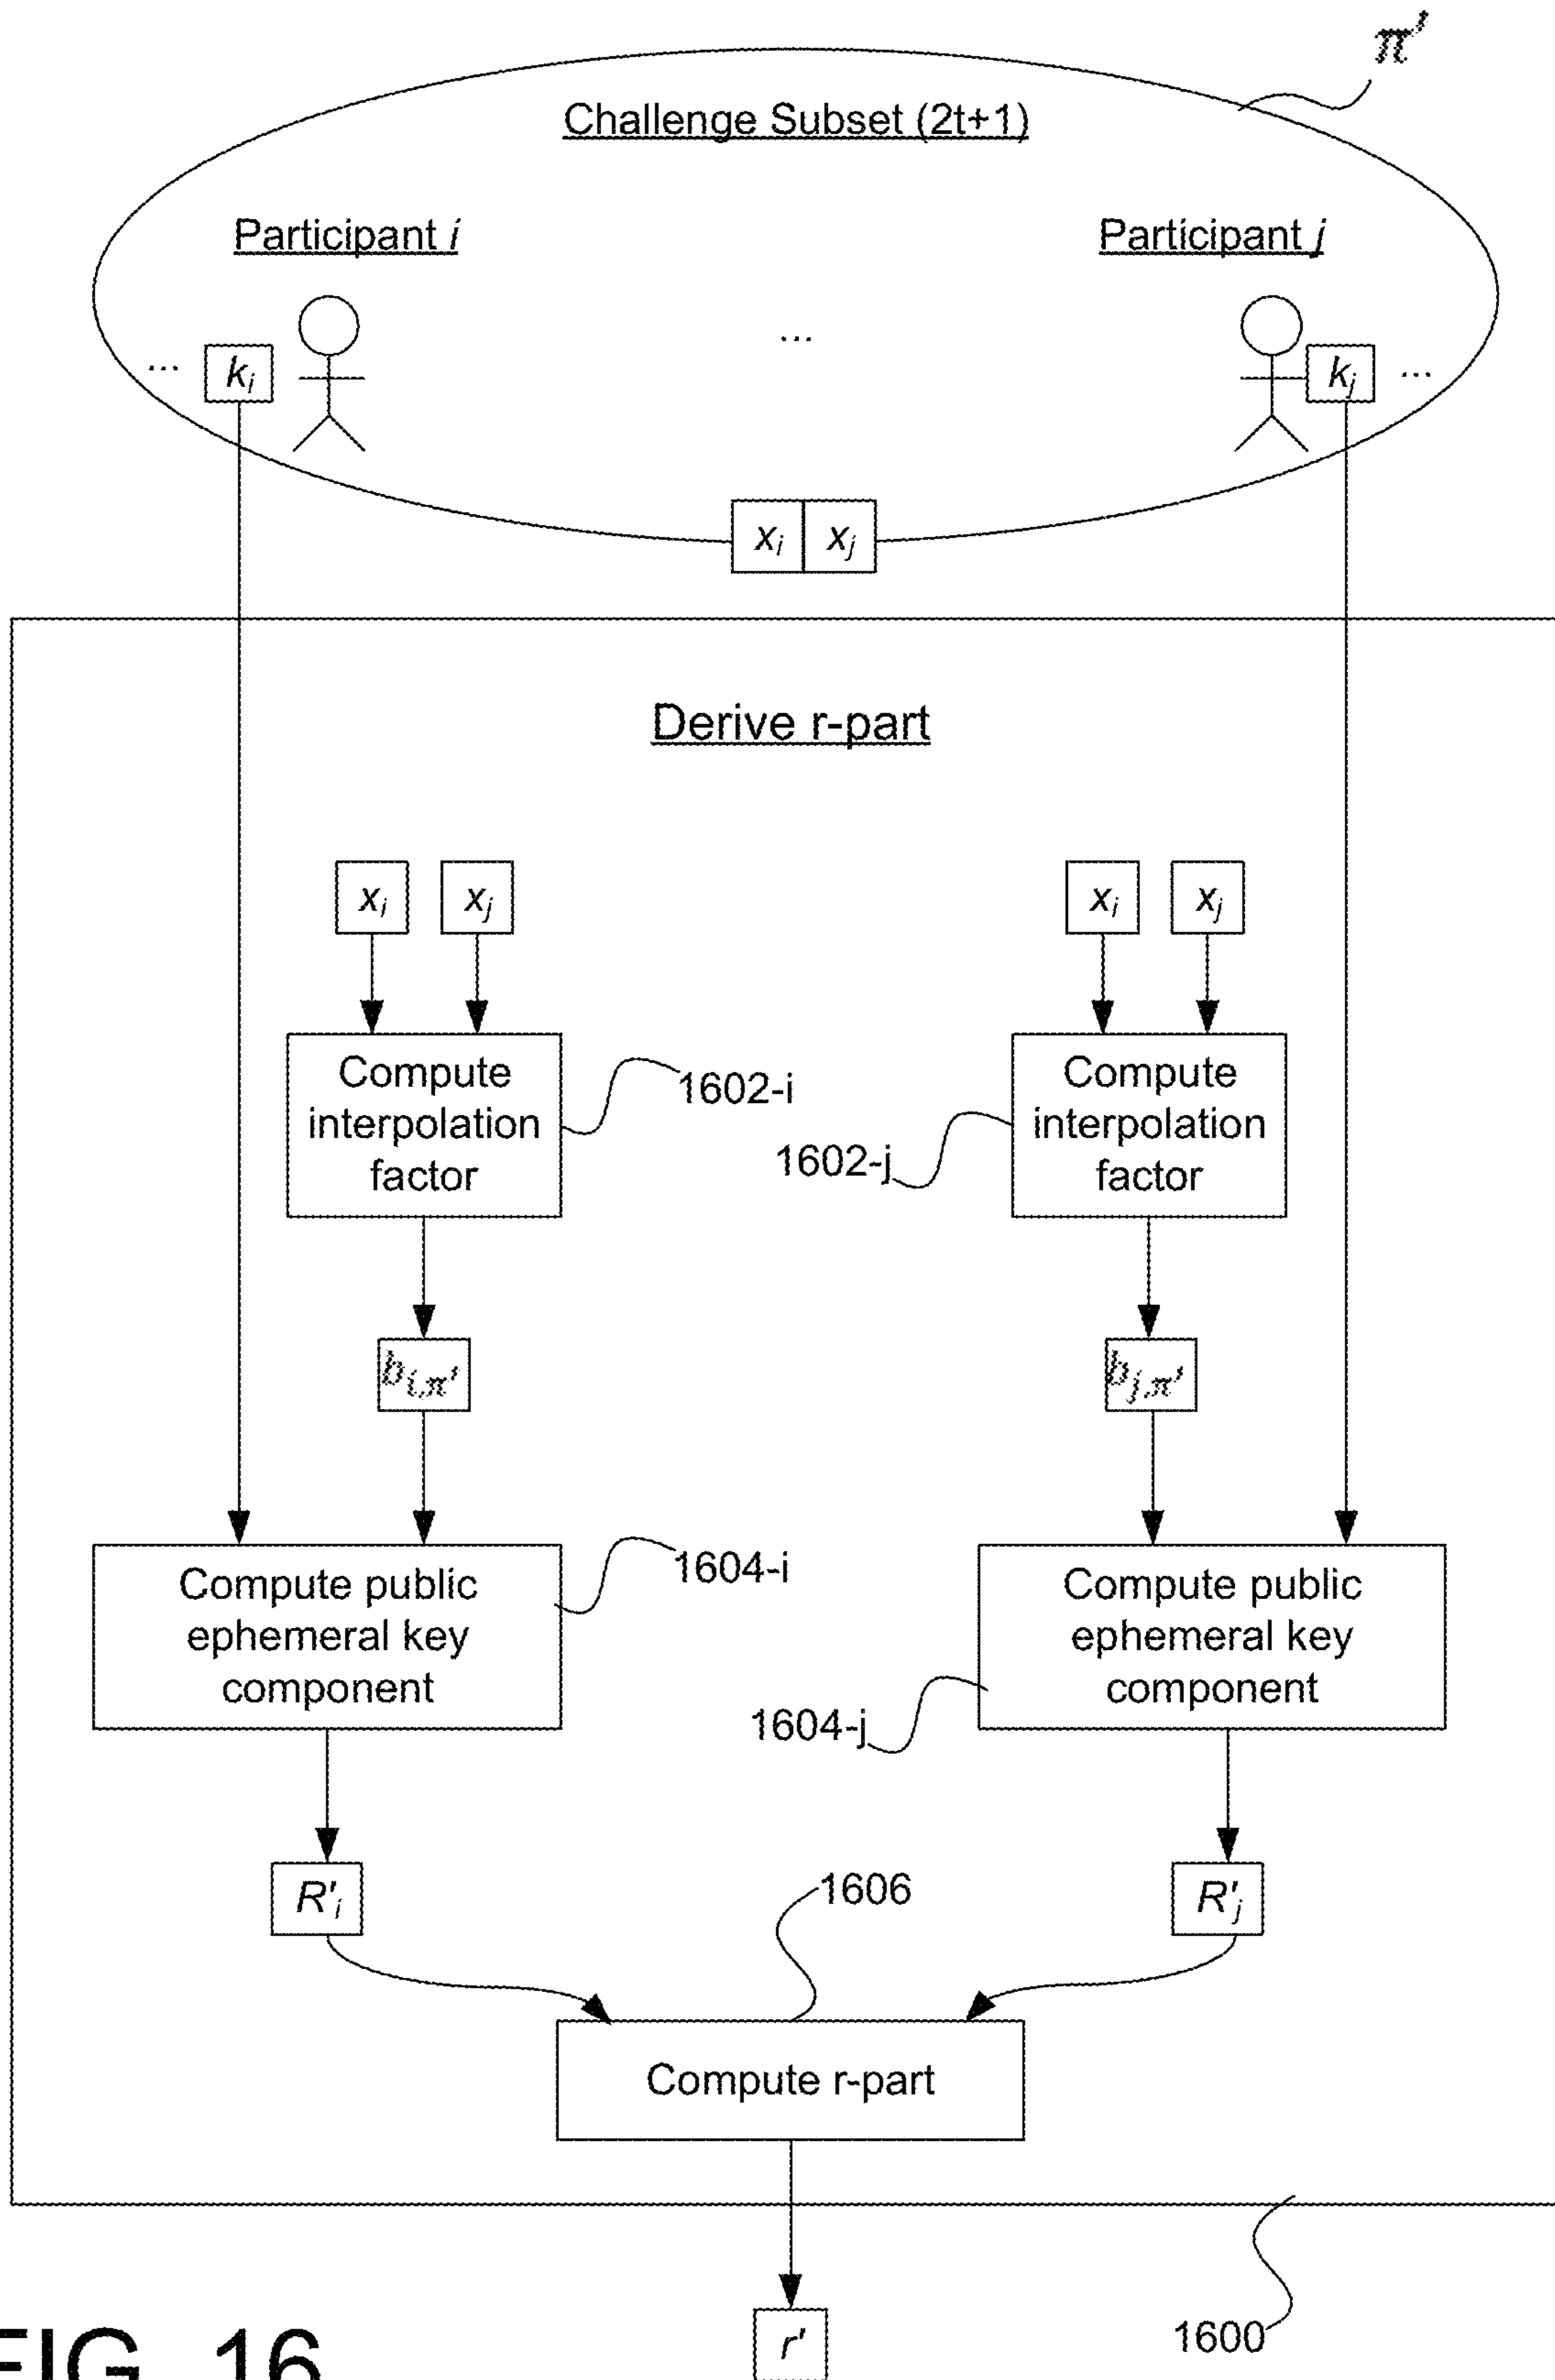 π'
Challenge Subset (2t+1)
Participant i
Participant j
...
... kᵢ
kⱼ ...
xᵢ xⱼ
Derive r-part
xᵢ xⱼ
xᵢ xⱼ
Compute
interpolation
factor
1602-i
Compute
interpolation
factor
1602-j
b_{i,π'}
b_{j,π'}
Compute public
ephemeral key
component
1604-i
Compute public
ephemeral key
component
1604-j
R'ᵢ
R'ⱼ
1606
Compute r-part
r'
1600
FIG. 16